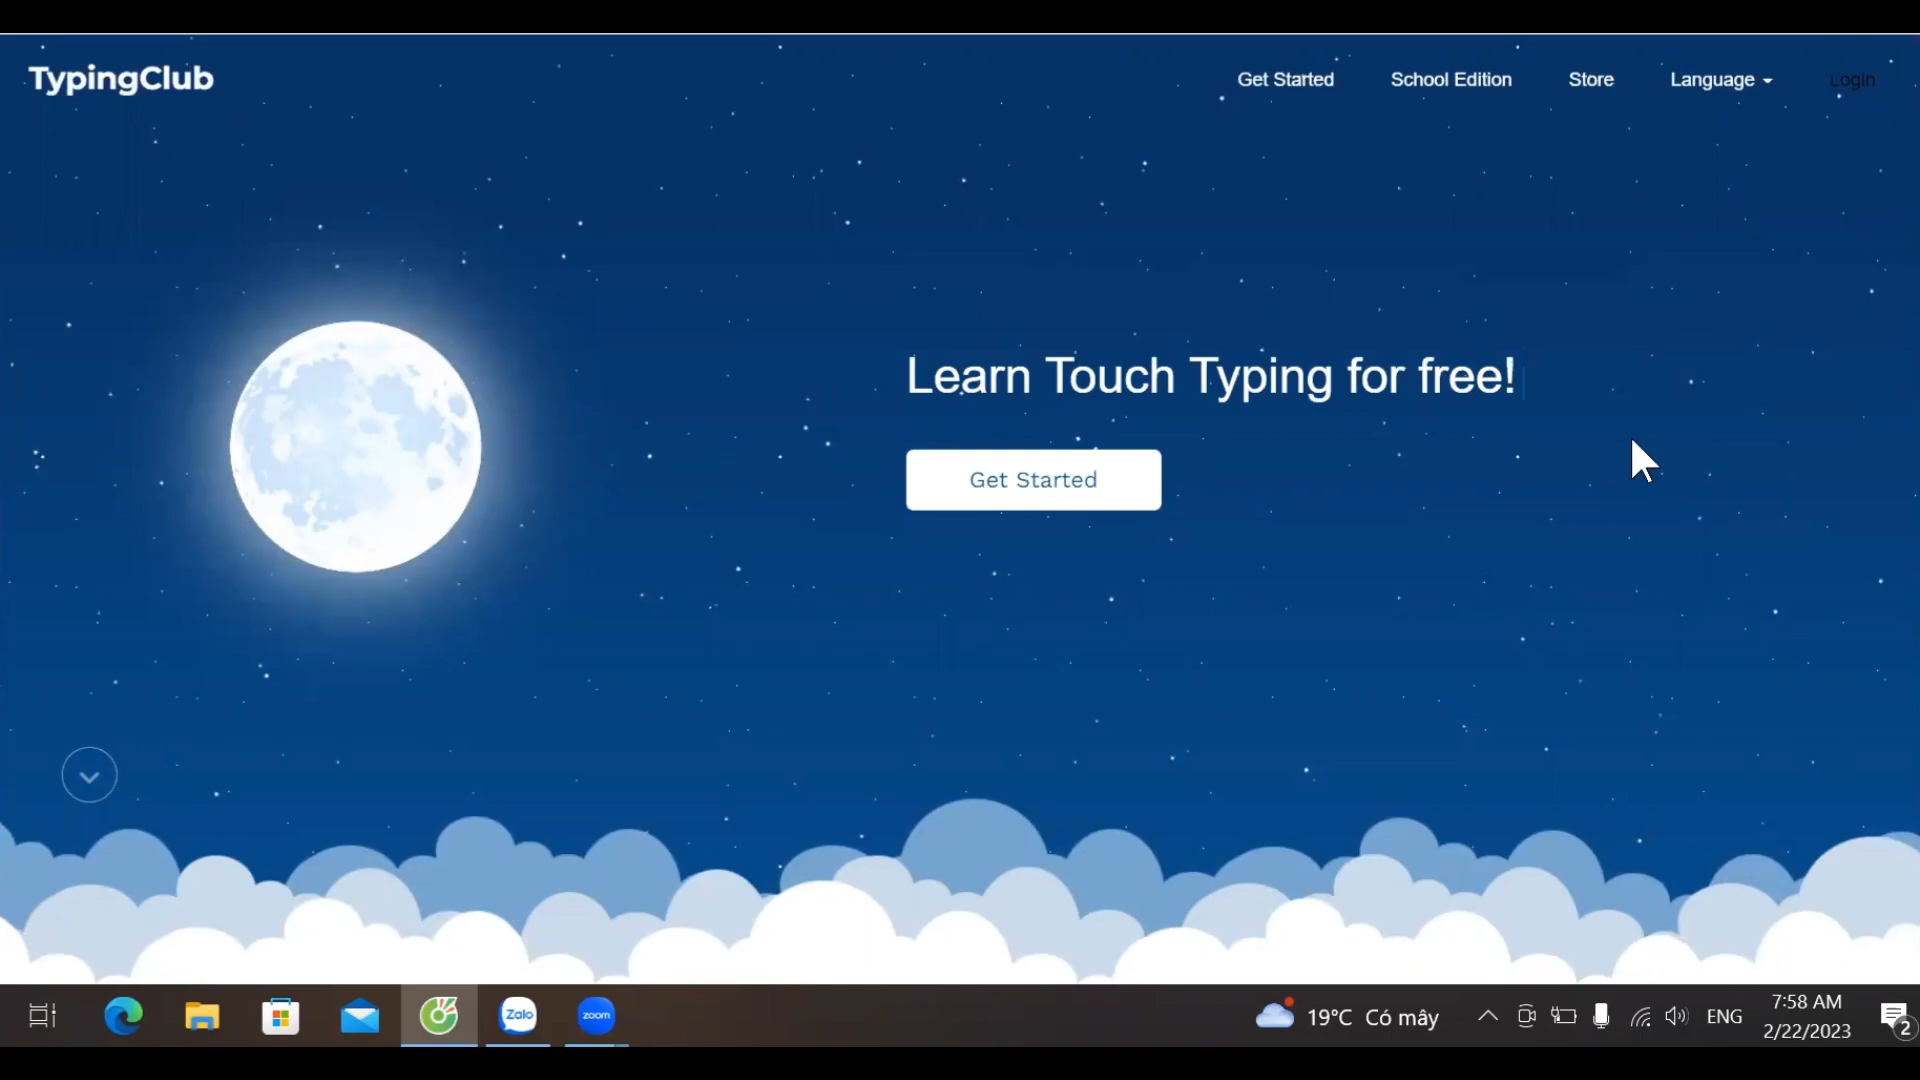 TypingClub
Get Started
School Edition
Store
Language
Login
Learn Touch Typing for free!
Get Started
Zalo
zoom
19°C Có mây
ENG
7:58 AM
2/22/2023
2